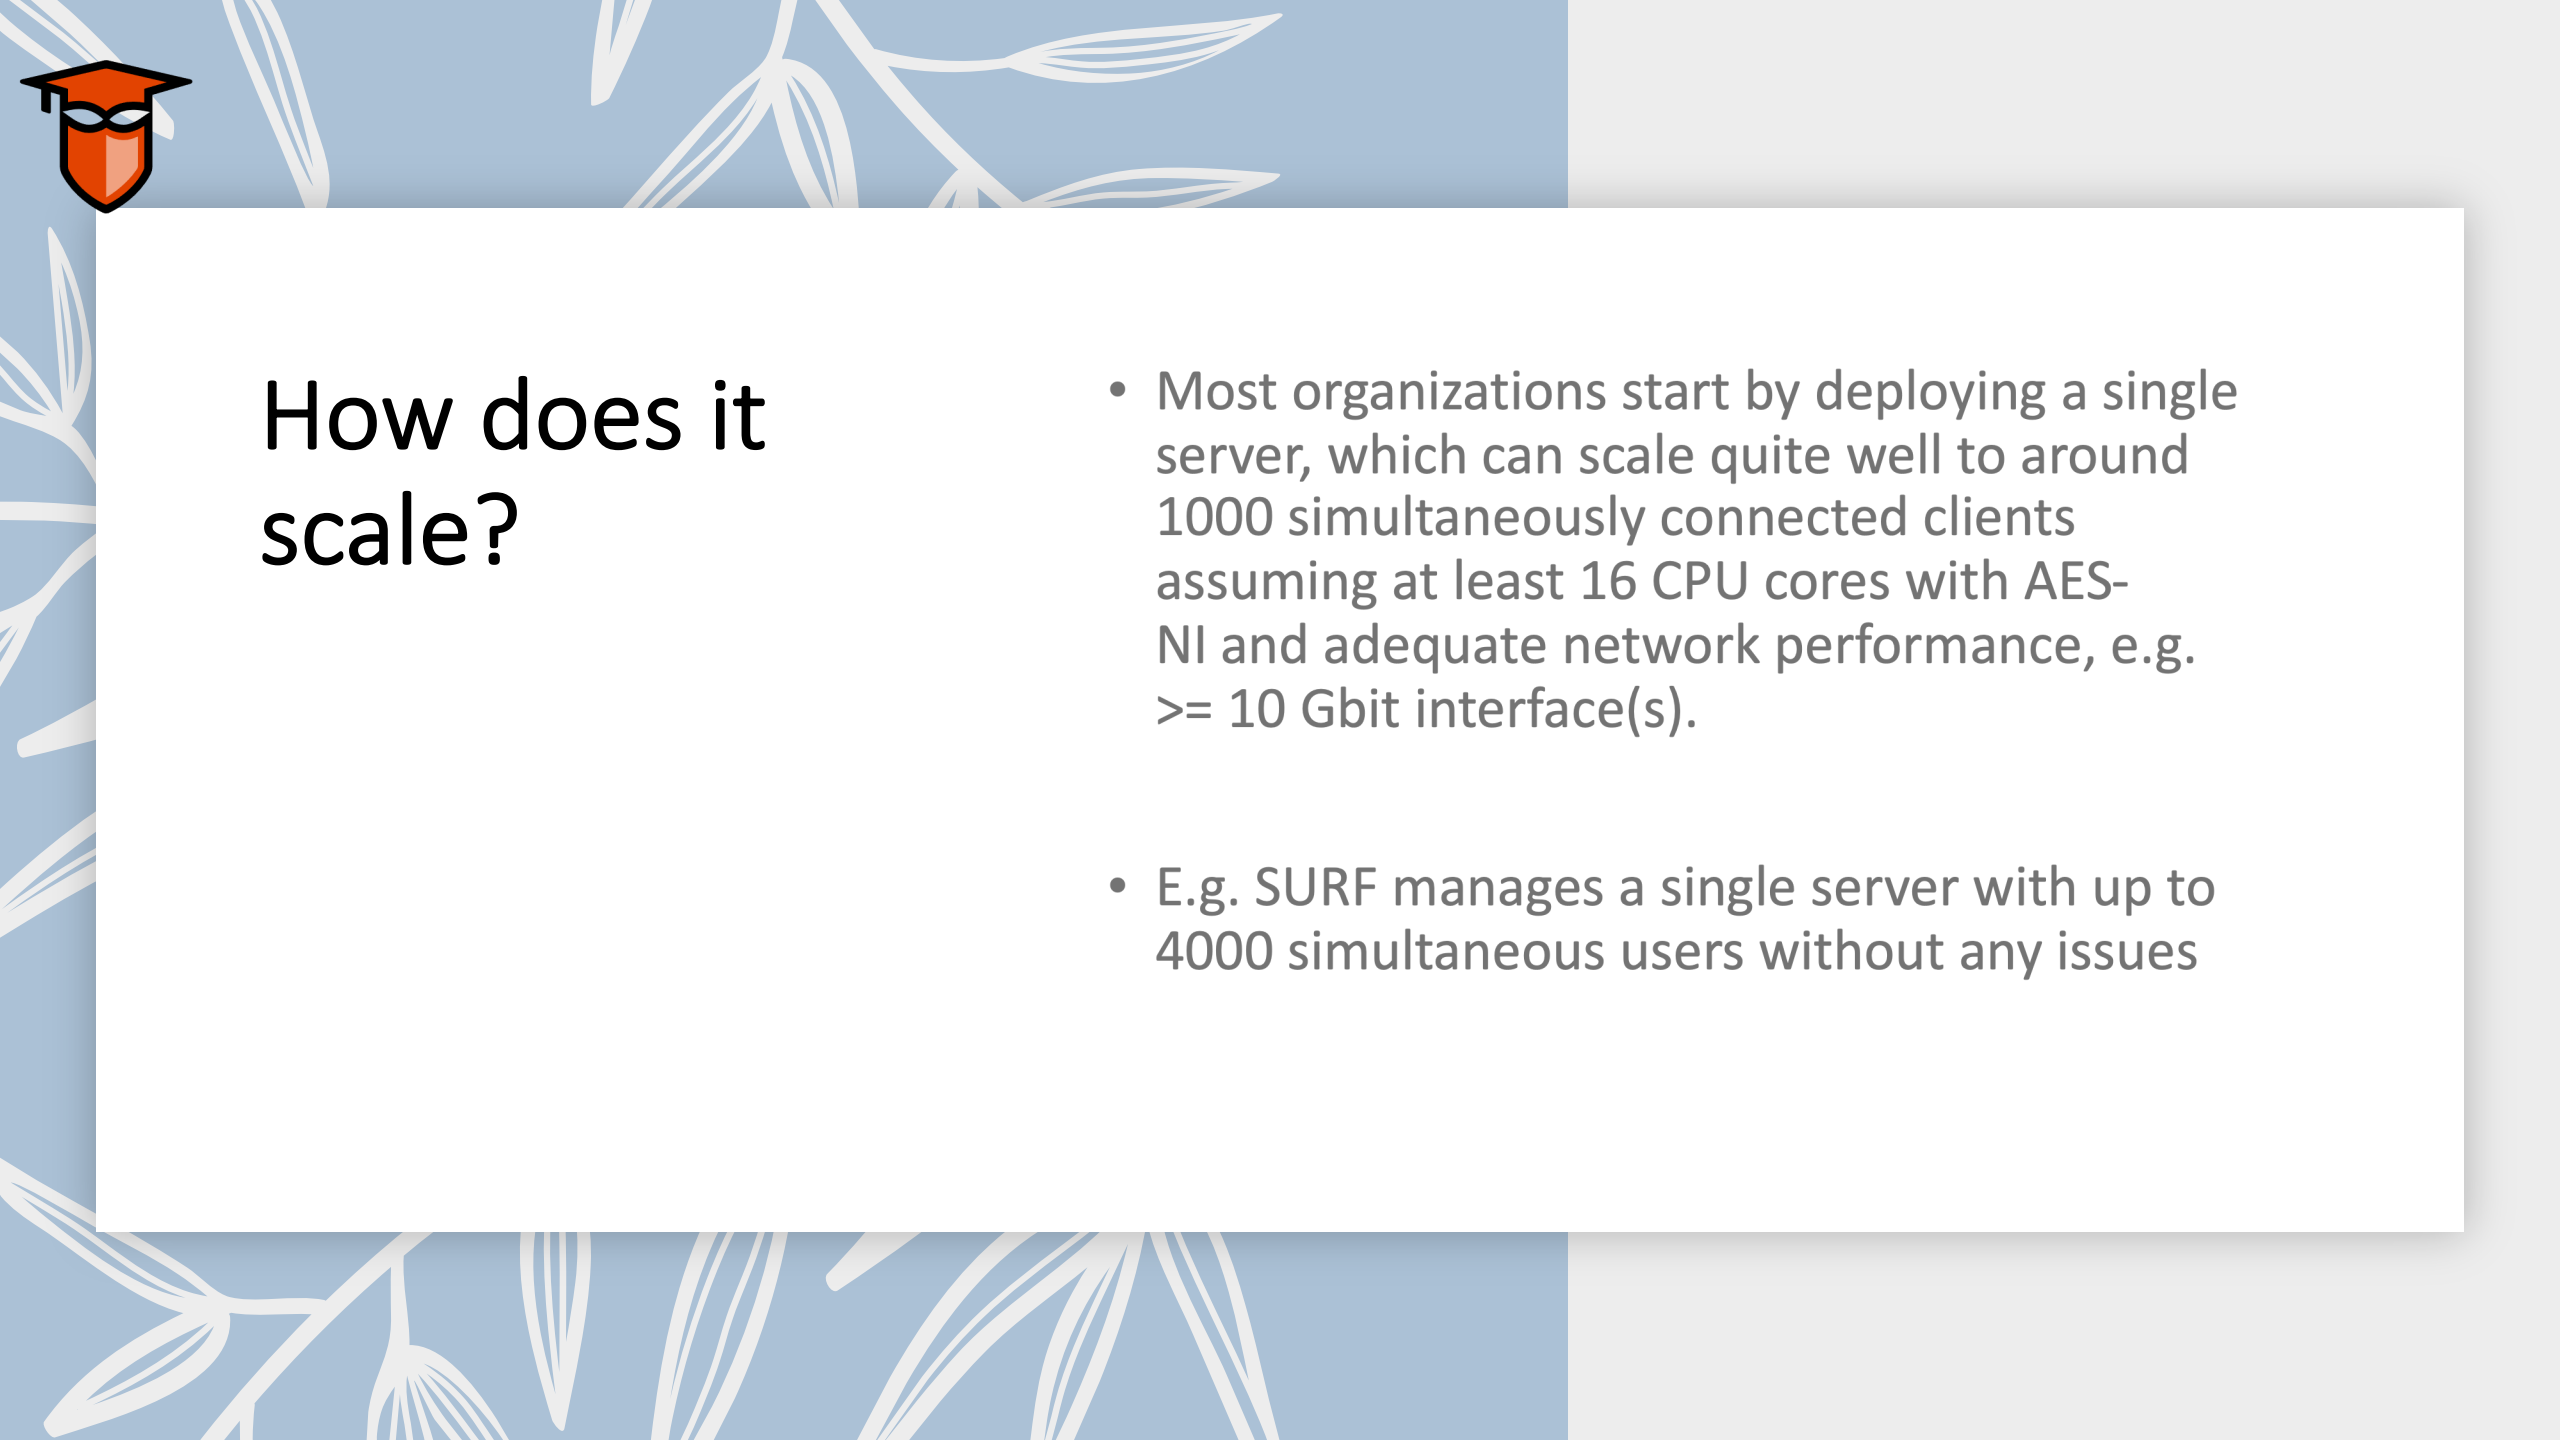 How does it
scale?
• Most organizations start by deploying a single
server, which can scale quite well to around
1000 simultaneously connected clients
assuming at least 16 CPU cores with AES-
NI and adequate network performance, e.g.
>= 10 Gbit interface(s).
• E.g. SURF manages a single server with up to
4000 simultaneous users without any issues